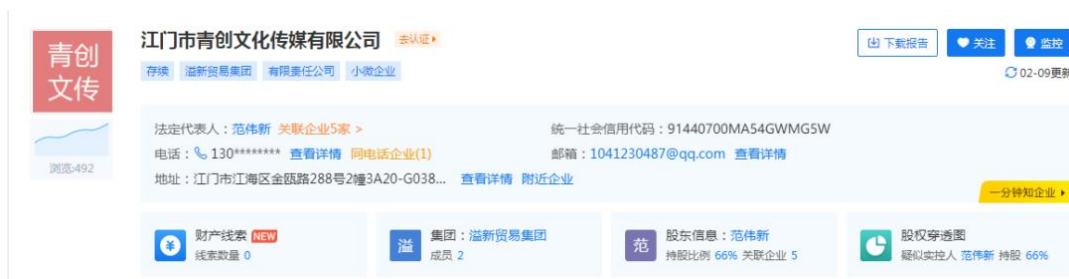 青创
文传
江门市青创文化传媒有限公司 去认证
下载报告 关注 监控
存续 溢新贸易集团 有限责任公司 小微企业
02-09更新
法定代表人：范伟新 关联企业5家 > 统一社会信用代码：91440700MA54GWMG5W
电话：130******** 查看详情 同电话企业(1) 邮箱：1041230487@qq.com 查看详情
浏览:492
地址：江门市江海区金瓯路288号2幢3A20-G038... 查看详情 附近企业
一分钟知企业
财产线索 NEW 集团：溢新贸易集团 股东信息：范伟新 股权穿透图
线索数量 0 溢 成员 2 范 持股比例 66% 关联企业 5 疑似实控人 范伟新 持股 66%